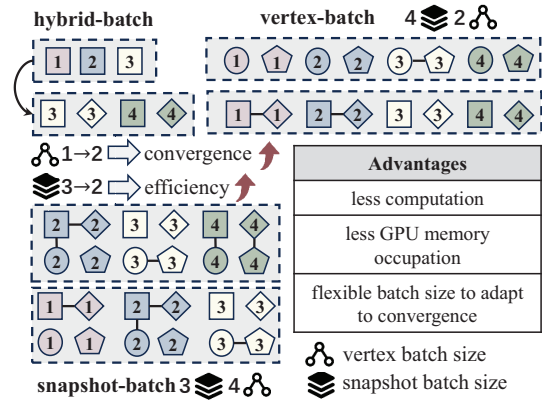 hybrid-batch
1 2 3
3 3 4 4
1→2 convergence
3→2 efficiency
2 2 3 3 4 4
2 2 3 3 4 4
1 1 2 2 3 3
1 1 2 2 3 3
snapshot-batch 3 4
vertex-batch 4 2
1 1 2 2 3 3 4 4
1 1 2 2 3 3 4 4
Advantages
less computation
less GPU memory
occupation
flexible batch size to adapt
to convergence
vertex batch size
snapshot batch size